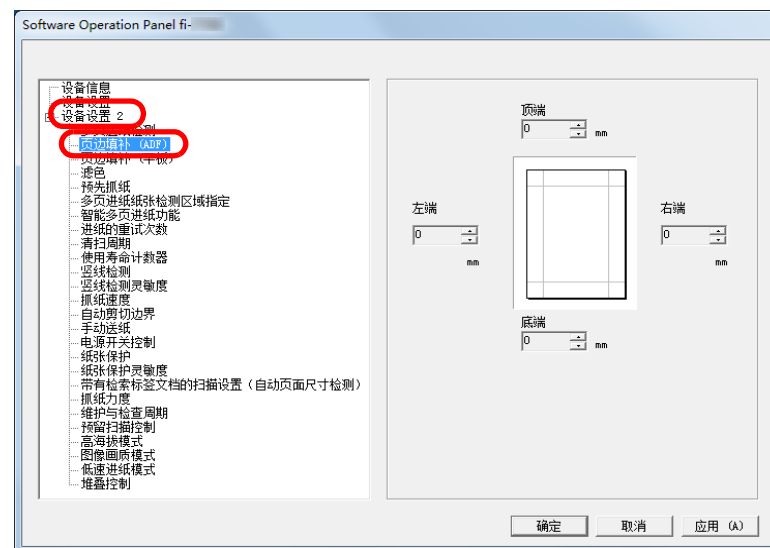 Software Operation Panel fi-
设备信息
设备设置
设备设置 2
页边填补 (ADF)
页边填补 (平板)
滤色
预先抓纸
多页进纸纸张检测区域指定
智能多页进纸功能
进纸的重试次数
清扫周期
使用寿命计数器
竖线检测
竖线检测灵敏度
抓纸速度
自动剪切边界
手动送纸
电源开关控制
纸张保护
纸张保护灵敏度
带有检索标签文档的扫描设置(自动页面尺寸检测)
抓纸力度
维护与检查周期
预留扫描控制
高海拔模式
图像画质模式
低速进纸模式
堆叠控制
顶端
0 mm
左端
0
mm
右端
0
mm
底端
0 mm
确定 取消 应用 (A)